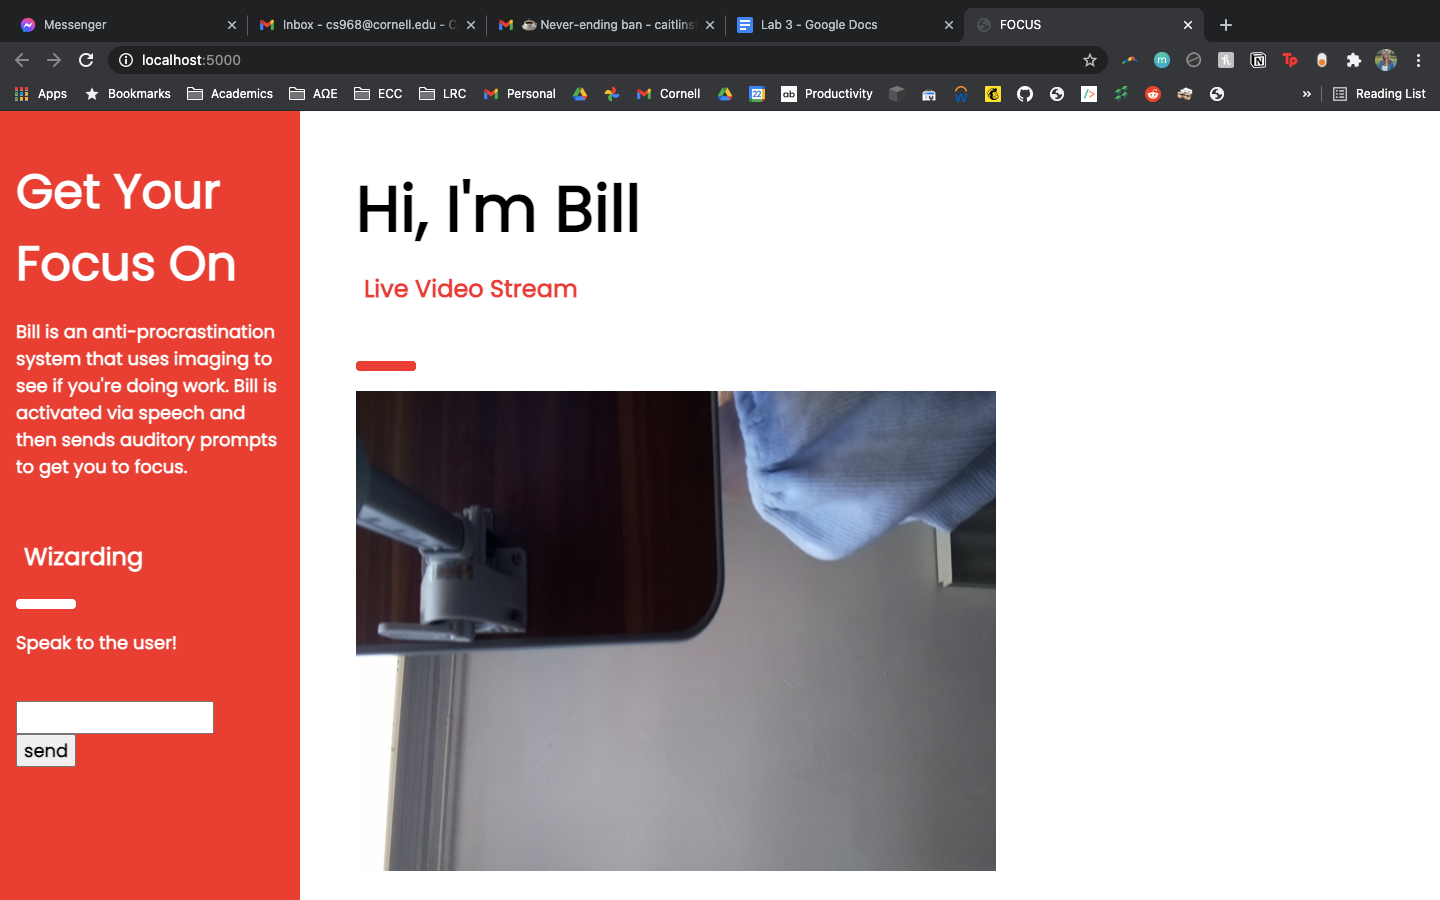 Messenger
Inbox - cs968@cornell.edu - C
Never-ending ban - caitlins
Lab 3 - Google Docs
FOCUS
localhost:5000
Apps
Bookmarks
Academics
ΑΩΕ
ECC
LRC
Personal
Cornell
22
ab
Productivity
»
Reading List
Get Your
Focus On
Bill is an anti-procrastination
system that uses imaging to
see if you're doing work. Bill is
activated via speech and
then sends auditory prompts
to get you to focus.
Wizarding
Speak to the user!
send
Hi, I'm Bill
Live Video Stream